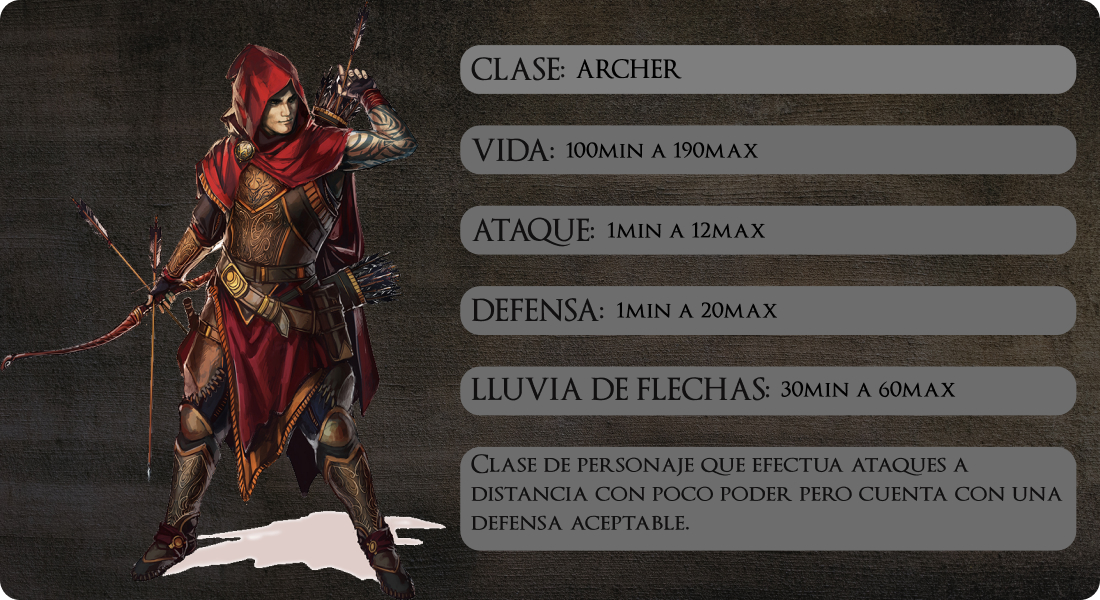 CLASE: ARCHER
VIDA: 100MIN A 190MAX
ATAQUE: 1MIN A 12MAX
DEFENSA: 1MIN A 20MAX
LLUVIA DE FLECHAS: 30MIN A 60MAX
CLASE DE PERSONAJE QUE EFECTUA ATAQUES A
DISTANCIA CON POCO PODER PERO CUENTA CON UNA
DEFENSA ACEPTABLE.